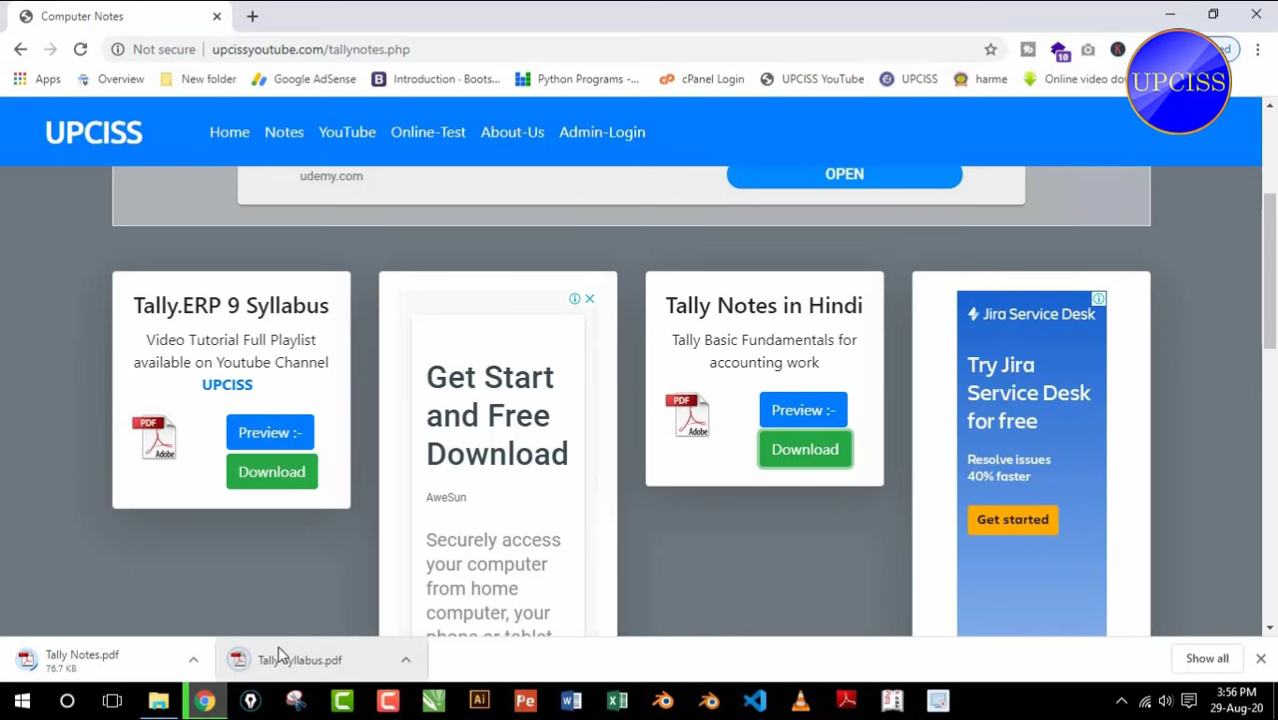 Computer Notes
Not secure
upcissyoutube.com/tallynotes.php
10
Apps
Overview
New folder
Google AdSense
Introduction - Boots...
Python Programs -...
cPanel Login
UPCISS YouTube
UPCISS
harme
Online video do
UPCISS
UPCISS
Home
Notes
YouTube
Online-Test
About-Us
Admin-Login
udemy.com
OPEN
Tally.ERP 9 Syllabus
Video Tutorial Full Playlist
available on Youtube Channel
UPCISS
PDF
Adobe
Preview :-
Download
Get Start
and Free
Download
AweSun
Securely access
your computer
from home
computer, your
phone or tablet
Tally Notes in Hindi
Tally Basic Fundamentals for
accounting work
PDF
Adobe
Preview :-
Download
Jira Service Desk
Try Jira
Service Desk
for free
Resolve issues
40% faster
Get started
Tally Notes.pdf
76.7 KB
Tally Syllabus.pdf
Show all
Ai
Pe
3:56 PM
29-Aug-20